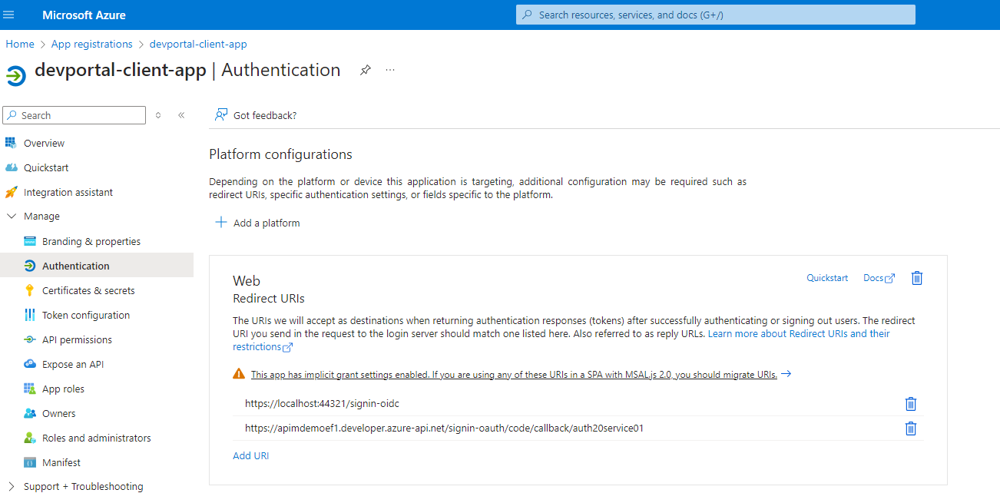 Microsoft Azure
Search resources, services, and docs (G+/)
Home > App registrations > devportal-client-app
devportal-client-app | Authentication
Search
Got feedback?
Overview
Quickstart
Integration assistant
Manage
Branding & properties
Authentication
Certificates & secrets
Token configuration
API permissions
Expose an API
App roles
Owners
Roles and administrators
Manifest
Support + Troubleshooting
Platform configurations
Depending on the platform or device this application is targeting, additional configuration may be required such as
redirect URIs, specific authentication settings, or fields specific to the platform.
Add a platform
Web
Quickstart
Docs
Redirect URIs
The URIs we will accept as destinations when returning authentication responses (tokens) after successfully authenticating or signing out users. The redirect
URI you send in the request to the login server should match one listed here. Also referred to as reply URLs. Learn more about Redirect URIs and their
restrictions
This app has implicit grant settings enabled. If you are using any of these URIs in a SPA with MSAL.js 2.0, you should migrate URIs.
https://localhost:44321/signin-oidc
https://apimdemoef1.developer.azure-api.net/signin-oauth/code/callback/auth20service01
Add URI